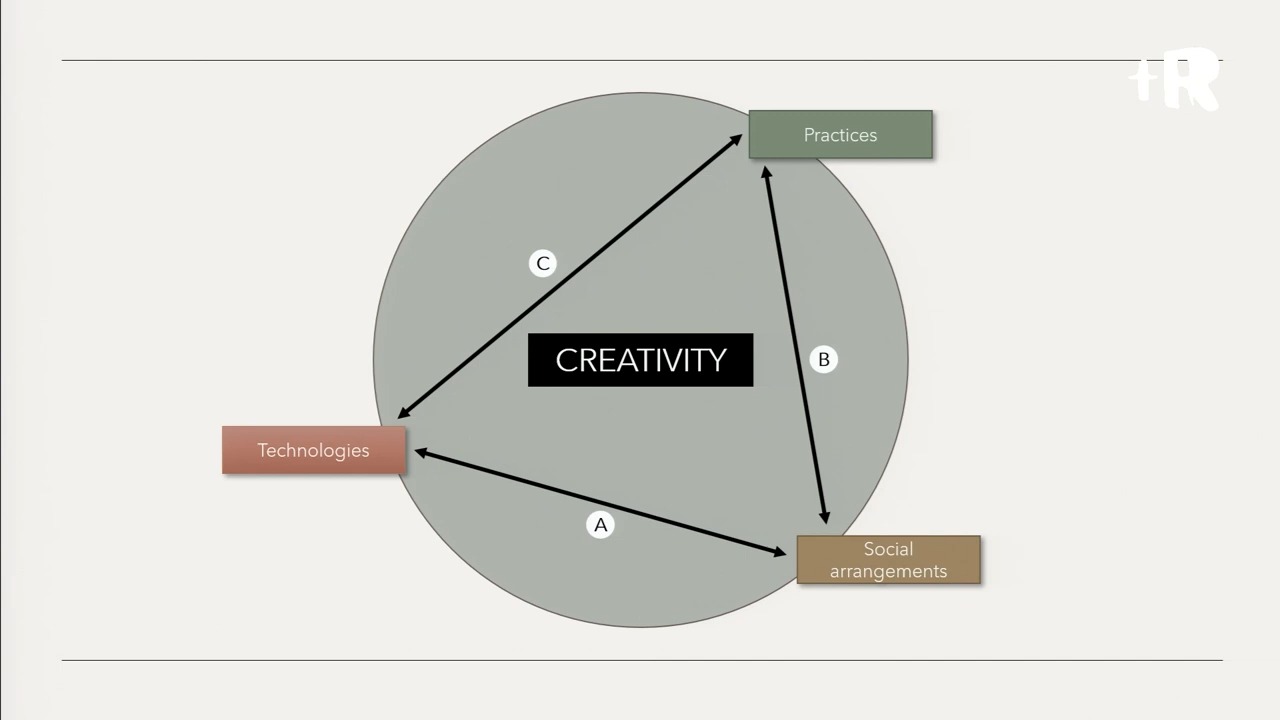 +R
Practices
C
CREATIVITY
B
Technologies
A
Social
arrangements